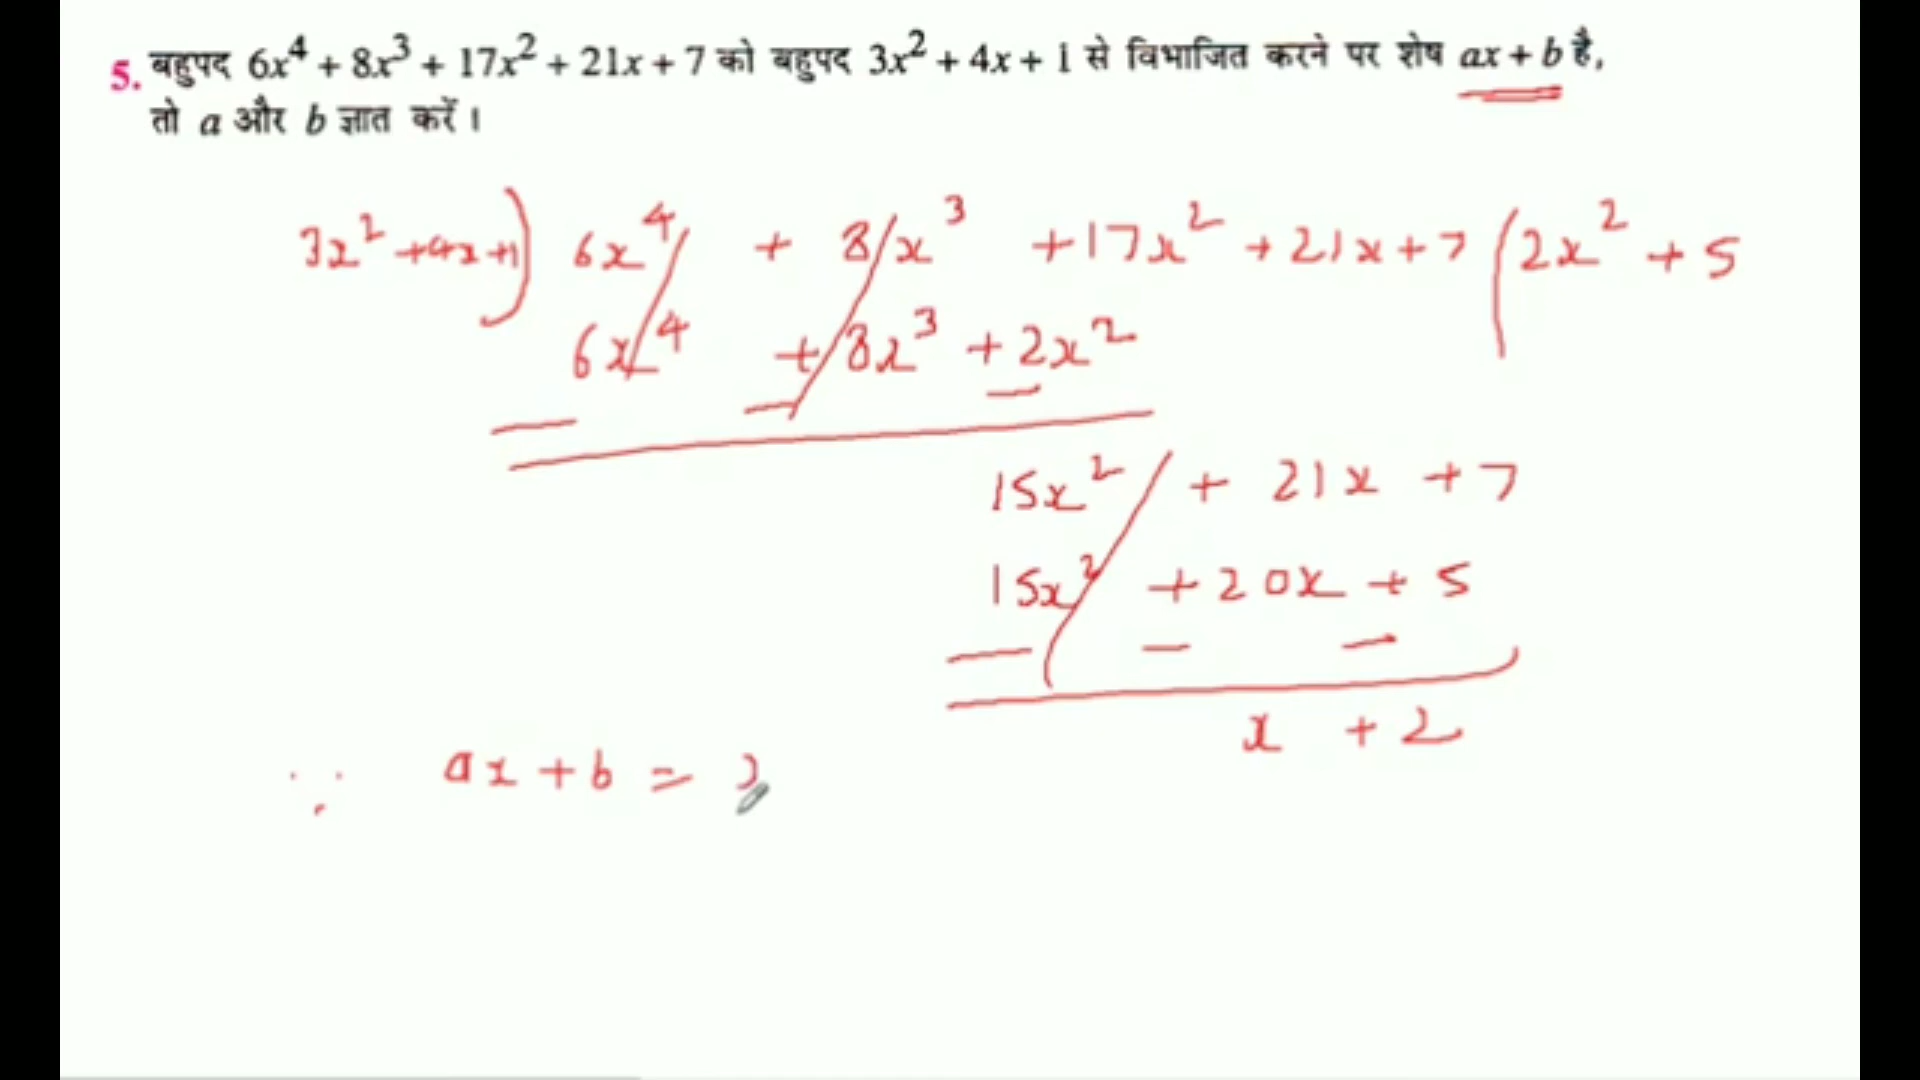 5. बहुपद 6x⁴ + 8x³ + 17x² + 21x + 7 को बहुपद 3x² + 4x + 1 से विभाजित करने पर शेष ax + b है,
तो a और b ज्ञात करें ।
3x² +4x+1) 6x⁴ + 8x³ +17x² +21x+7 (2x² + 5
6x⁴ + 8x³ + 2x²
— — —
15x² + 21x +7
15x² +20x + 5
— — —
x + 2
∵ ax + b =